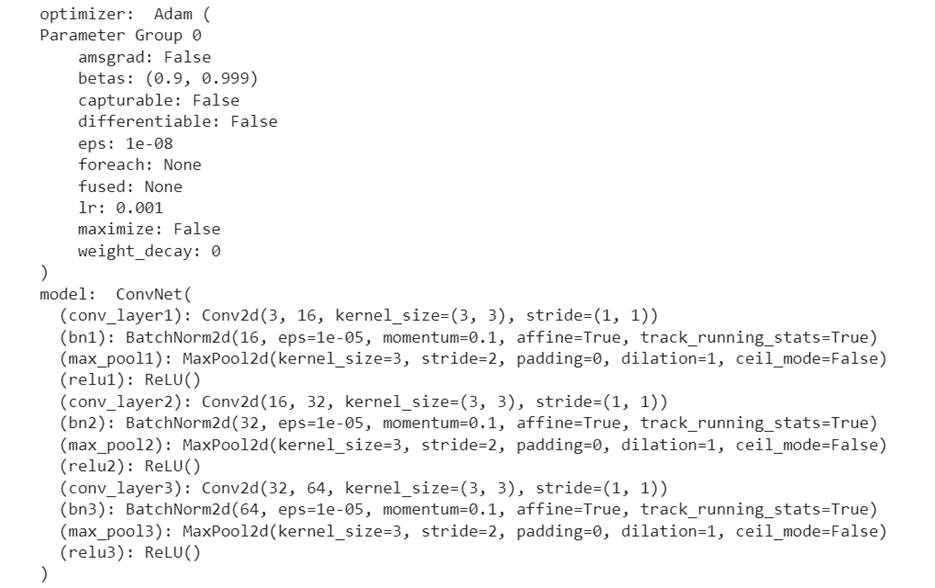 optimizer:  Adam (
Parameter Group 0
    amsgrad: False
    betas: (0.9, 0.999)
    capturable: False
    differentiable: False
    eps: 1e-08
    foreach: None
    fused: None
    lr: 0.001
    maximize: False
    weight_decay: 0
)
model:  ConvNet(
  (conv_layer1): Conv2d(3, 16, kernel_size=(3, 3), stride=(1, 1))
  (bn1): BatchNorm2d(16, eps=1e-05, momentum=0.1, affine=True, track_running_stats=True)
  (max_pool1): MaxPool2d(kernel_size=3, stride=2, padding=0, dilation=1, ceil_mode=False)
  (relu1): ReLU()
  (conv_layer2): Conv2d(16, 32, kernel_size=(3, 3), stride=(1, 1))
  (bn2): BatchNorm2d(32, eps=1e-05, momentum=0.1, affine=True, track_running_stats=True)
  (max_pool2): MaxPool2d(kernel_size=3, stride=2, padding=0, dilation=1, ceil_mode=False)
  (relu2): ReLU()
  (conv_layer3): Conv2d(32, 64, kernel_size=(3, 3), stride=(1, 1))
  (bn3): BatchNorm2d(64, eps=1e-05, momentum=0.1, affine=True, track_running_stats=True)
  (max_pool3): MaxPool2d(kernel_size=3, stride=2, padding=0, dilation=1, ceil_mode=False)
  (relu3): ReLU()
)